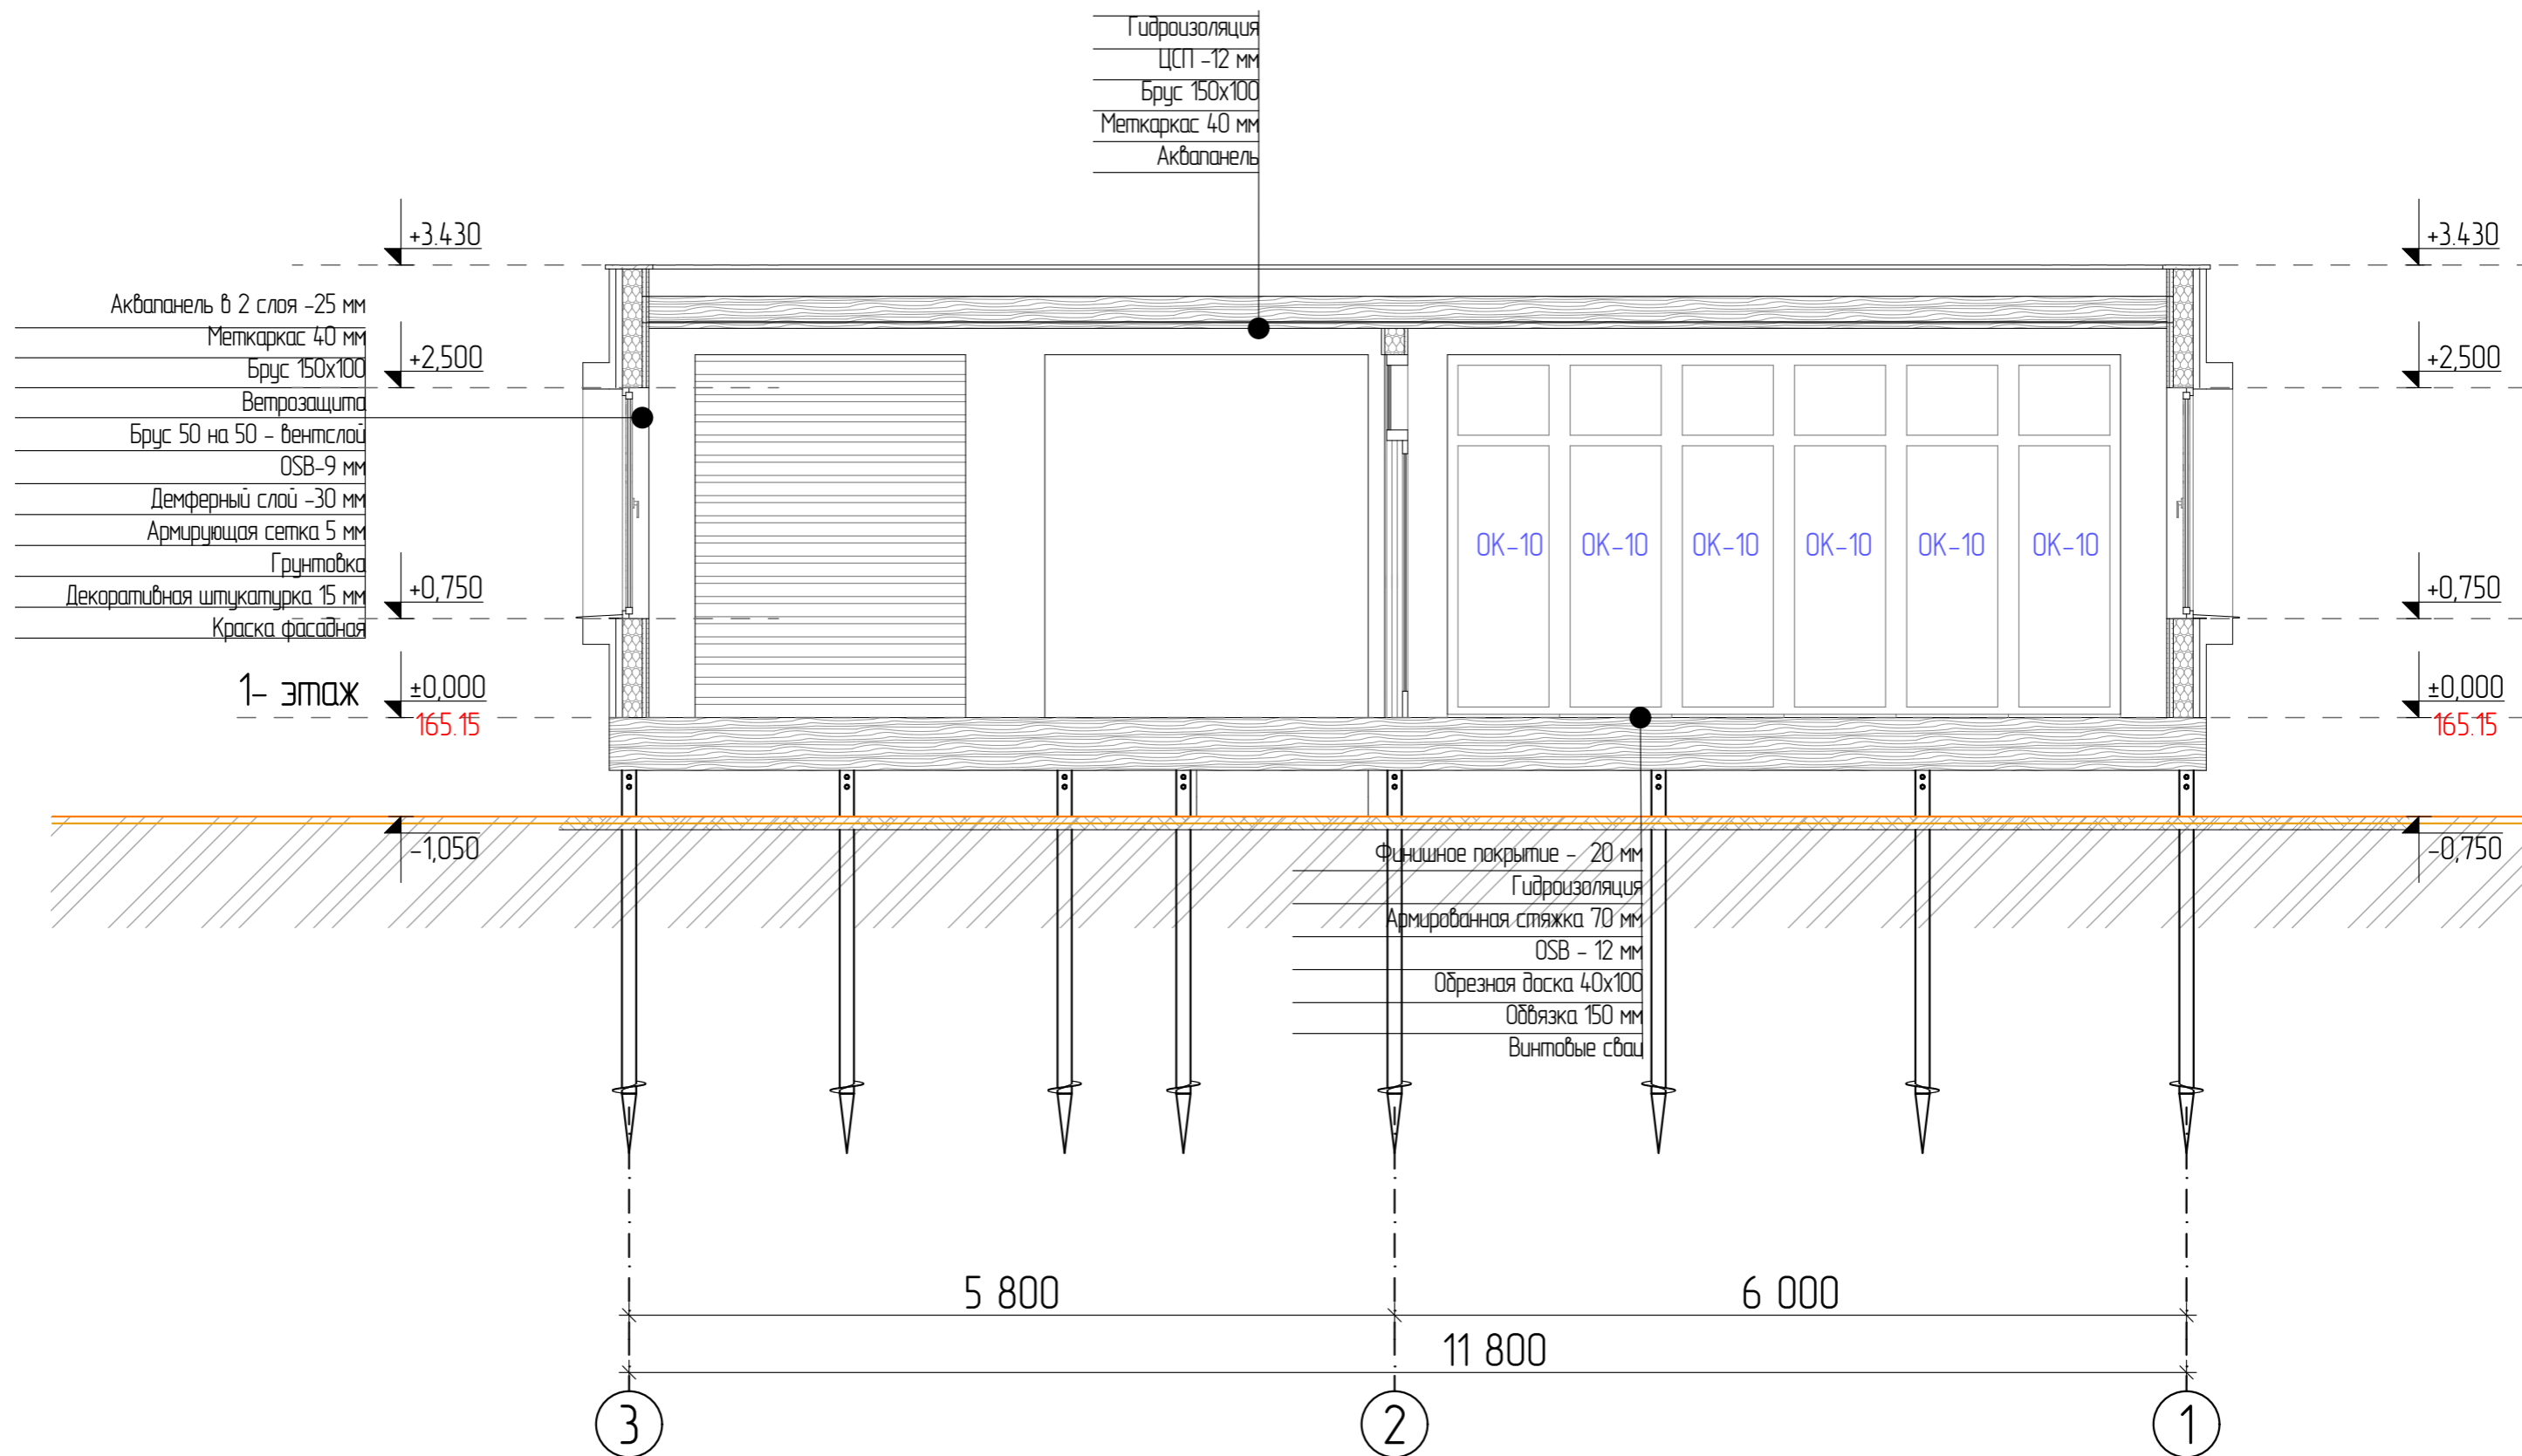 Гидроизоляция
ЦСП -12 мм
Брус 150х100
Меткаркас 40 мм
Аквапанель
+3.430
+3.430
Аквапанель в 2 слоя -25 мм
Меткаркас 40 мм
Брус 150х100
Ветрозащита
Брус 50 на 50 - вентслой
OSB-9 мм
Демферный слой -30 мм
Армирующая сетка 5 мм
Грунтовка
Декоративная штукатурка 15 мм
Краска фасадная
+2,500
+2,500
ОК-10 ОК-10 ОК-10 ОК-10 ОК-10 ОК-10
+0,750
+0,750
1- этаж
±0,000
165.15
±0,000
165.15
-1,050
-0,750
Финишное покрытие - 20 мм
Гидроизоляция
Армированная стяжка 70 мм
OSB - 12 мм
Обрезная доска 40х100
Обвязка 150 мм
Винтовые сваи
5 800
6 000
11 800
3
2
1